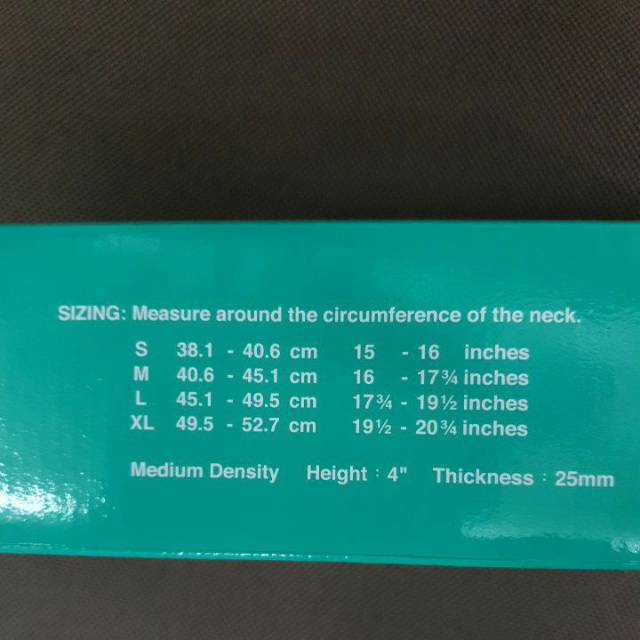 SIZING: Measure around the circumference of the neck.
S 38.1 - 40.6 cm 15 - 16 inches
M 40.6 - 45.1 cm 16 - 17¾ inches
L 45.1 - 49.5 cm 17¾ - 19½ inches
XL 49.5 - 52.7 cm 19½ - 20¾ inches
Medium Density Height : 4" Thickness : 25mm